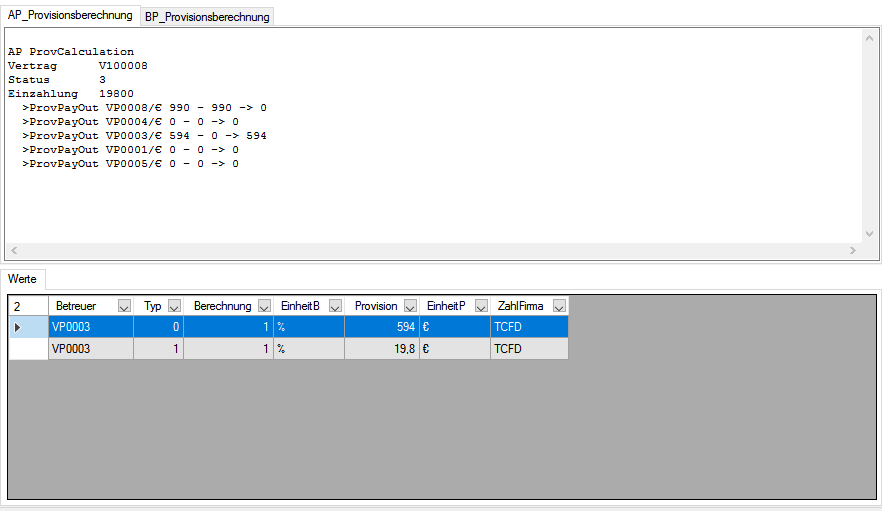 AP_Provisionsberechnung BP_Provisionsberechnung
AP ProvCalculation
Vertrag V100008
Status 3
Einzahlung 19800
>ProvPayOut VP0008/€ 990 - 990 -> 0
>ProvPayOut VP0004/€ 0 - 0 -> 0
>ProvPayOut VP0003/€ 594 - 0 -> 594
>ProvPayOut VP0001/€ 0 - 0 -> 0
>ProvPayOut VP0005/€ 0 - 0 -> 0
Werte
2 Betreuer Typ Berechnung EinheitB Provision EinheitP ZahlFirma
VP0003 0 1 % 594 € TCFD
VP0003 1 1 % 19,8 € TCFD